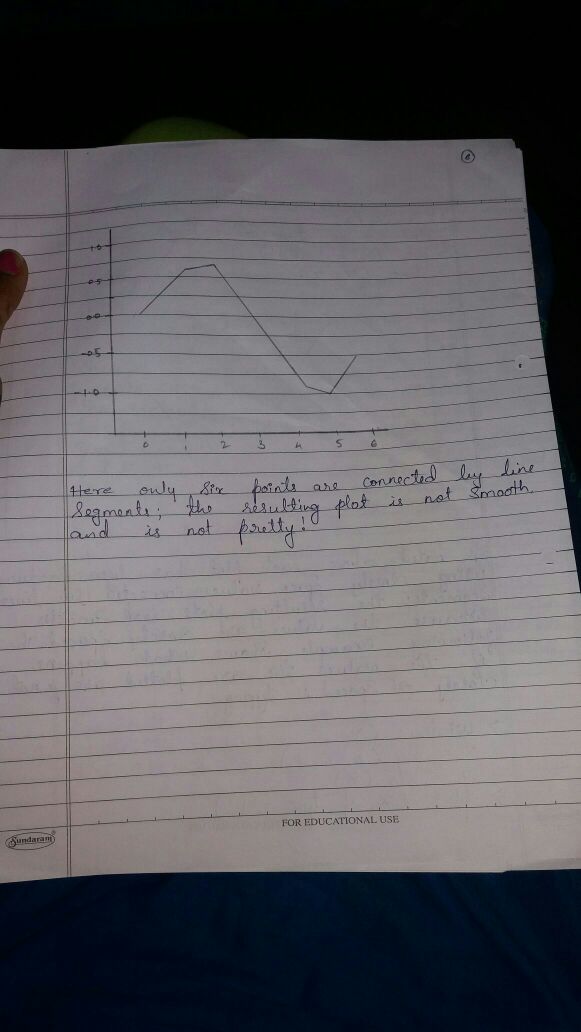 e
1.0
0.5
0.0
-0.5
-1.0
0 1 2 3 4 5 6
Here only six points are connected by line
segments; the resulting plot is not smooth
and is not pretty!
FOR EDUCATIONAL USE
Sundaram